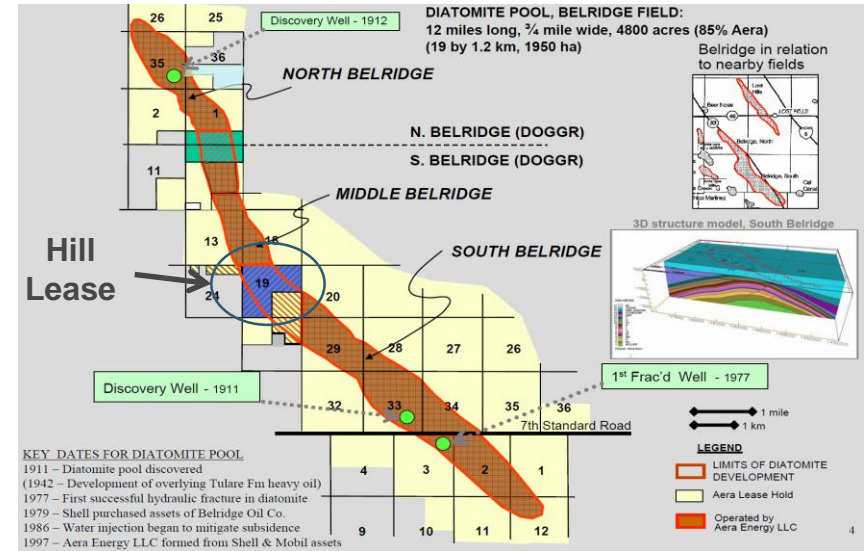 DIATOMITE POOL, BELRIDGE FIELD:
12 miles long, ¾ mile wide, 4800 acres (85% Aera)
(19 by 1.2 km, 1950 ha)
Discovery Well - 1912
26
25
35
36
NORTH BELRIDGE
2
1
N. BELRIDGE (DOGGR)
S. BELRIDGE (DOGGR)
11
MIDDLE BELRIDGE
13
18
Hill
Lease
24
19
20
SOUTH BELRIDGE
29
28
27
26
Discovery Well - 1911
1st Frac'd Well - 1977
32
33
34
35
36
7th Standard Road
4
3
2
1
9
10
11
12
Belridge in relation
to nearby fields
Lost
Hills
LOST HILLS
Belridge, North
Belridge, South
3D structure model, South Belridge
1 mile
1 km
LEGEND
LIMITS OF DIATOMITE
DEVELOPMENT
Aera Lease Hold
Operated by
Aera Energy LLC
KEY DATES FOR DIATOMITE POOL
1911 – Diatomite pool discovered
(1942 – Development of overlying Tulare Fm heavy oil)
1977 – First successful hydraulic fracture in diatomite
1979 – Shell purchased assets of Belridge Oil Co.
1986 – Water injection began to mitigate subsidence
1997 – Aera Energy LLC formed from Shell & Mobil assets
4